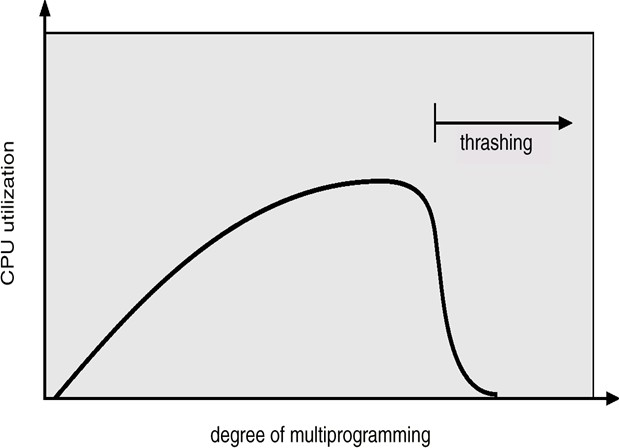 thrashing
CPU utilization
degree of multiprogramming